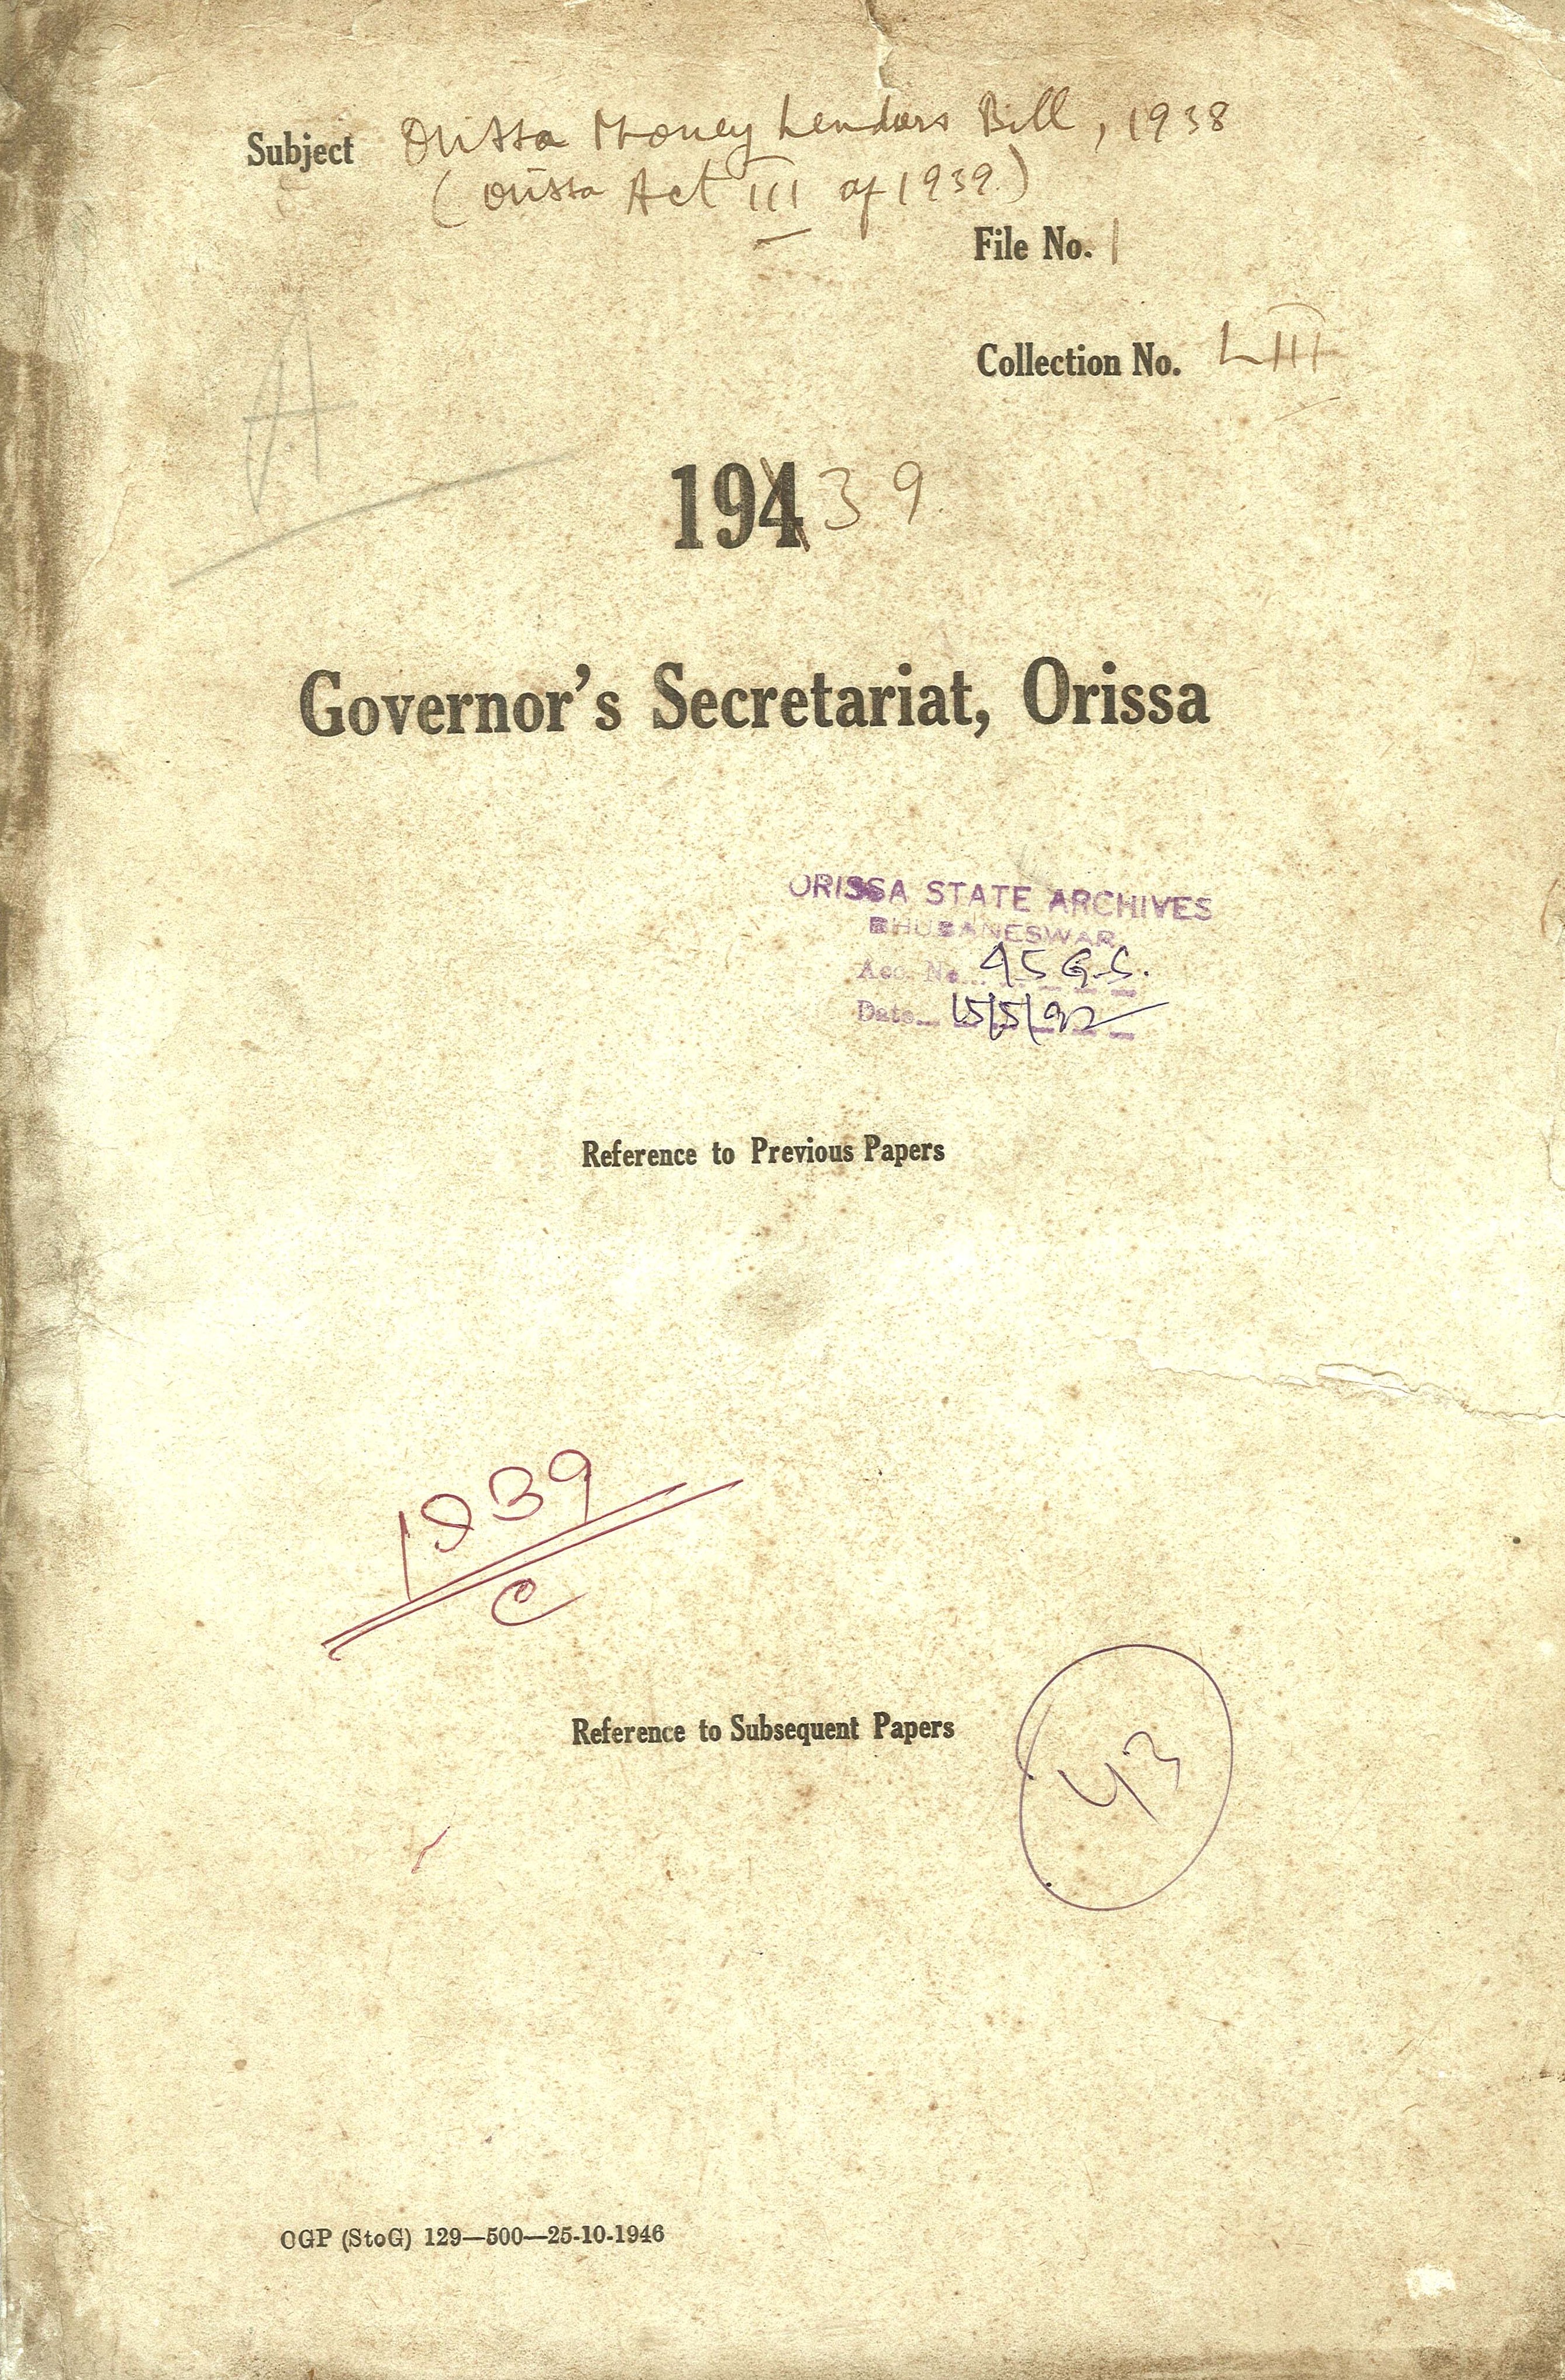 Subject Orissa Money Lenders Bill, 1938
(Orissa Act III of 1939)
File No. 1
Collection No. LIII
A
19439
Governor's Secretariat, Orissa
ORISSA STATE ARCHIVES
BHUBANESWAR
Acc. No. 95 G.S.
Date 15/5/92
Reference to Previous Papers
1939
C
Reference to Subsequent Papers
43
OGP (StoG) 129—500—25-10-1946